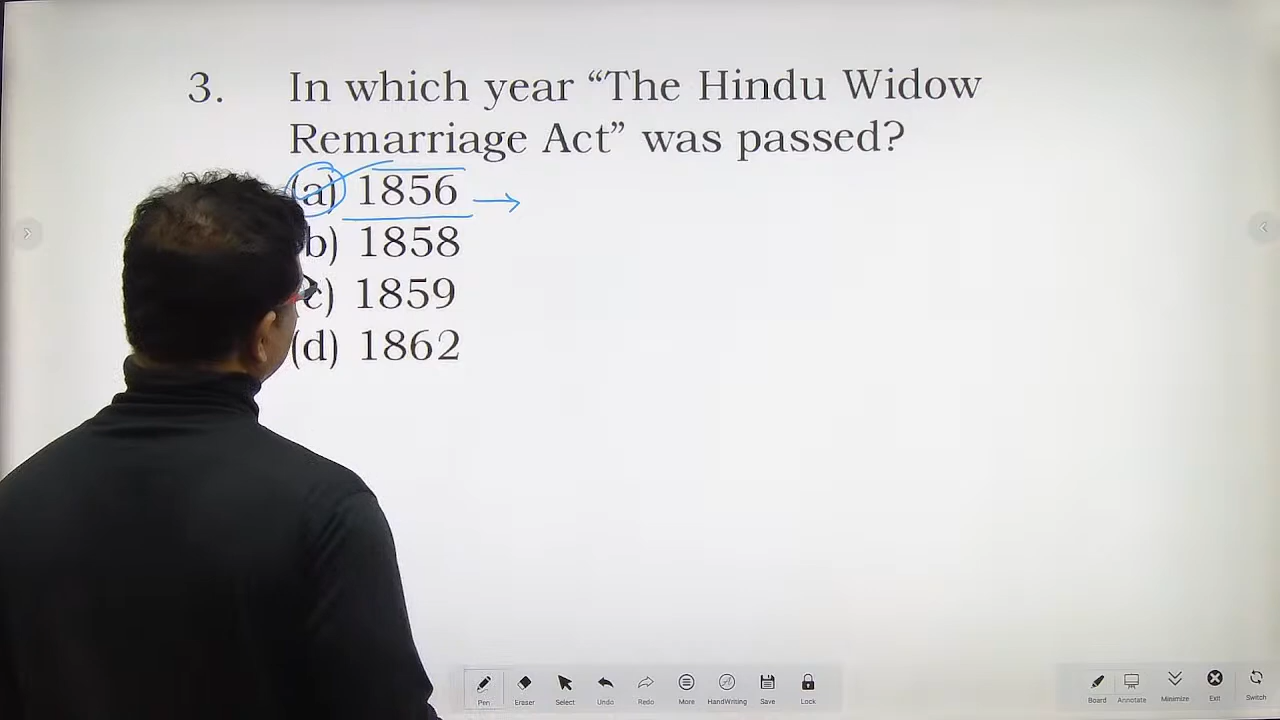 3. In which year “The Hindu Widow
Remarriage Act” was passed?
(a) 1856
b) 1858
c) 1859
(d) 1862
Pen Eraser Select Undo Redo More HandWriting Save Lock
Board Annotate Minimize Exit Switch